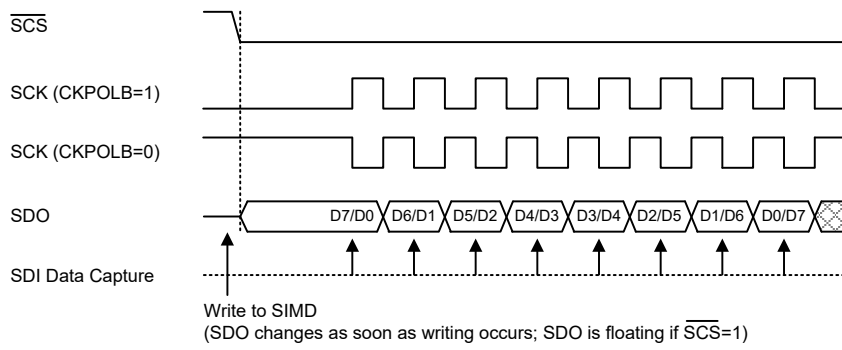 S̅C̅S̅
SCK (CKPOLB=1)
SCK (CKPOLB=0)
SDO D7/D0 D6/D1 D5/D2 D4/D3 D3/D4 D2/D5 D1/D6 D0/D7
SDI Data Capture
Write to SIMD
(SDO changes as soon as writing occurs; SDO is floating if S̅C̅S̅=1)